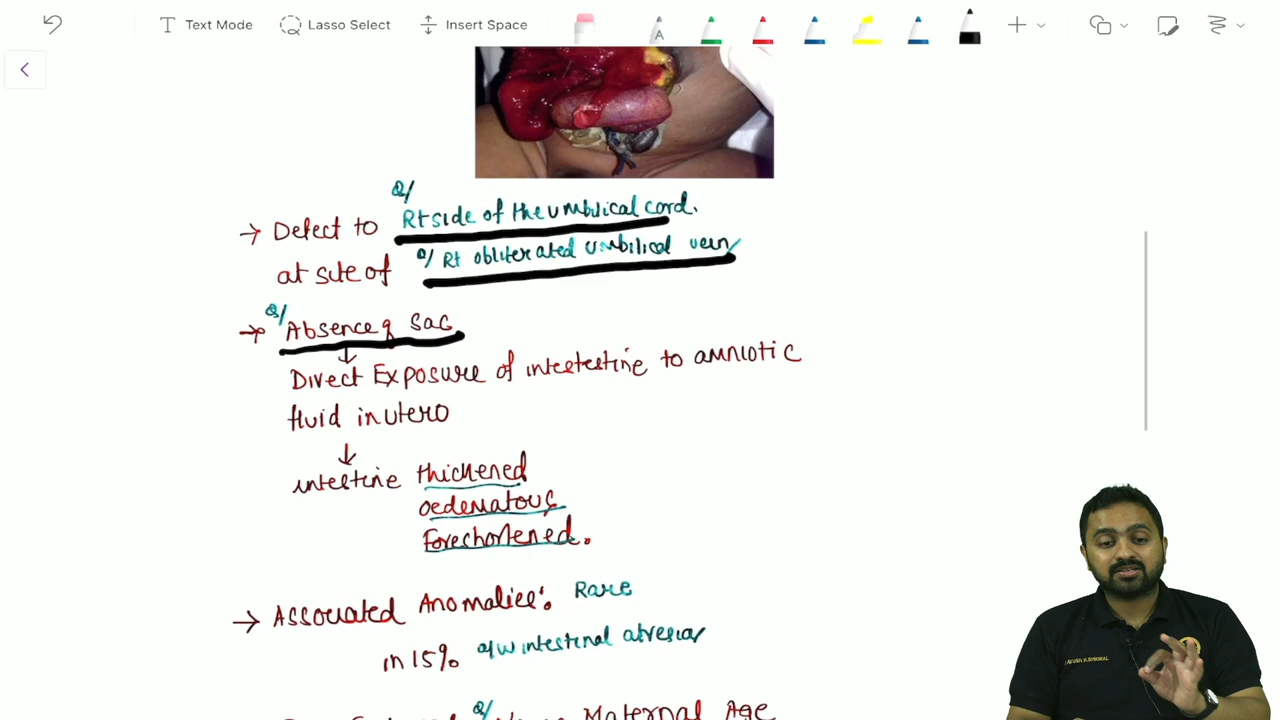 Text Mode
Lasso Select
Insert Space
A
Q/
→ Defect to Rt side of the umbilical cord.
at site of Q/ Rt obliterated umbilical vein
Q/
→ Absence of sac
↓
Direct Exposure of intestestine to amniotic
fluid in utero
↓
intestine thickened
oedematous
Foreshortened.
→ Associated Anomalies: Rare
in 15% a/w intestinal atresia
Q/
Maternal Age